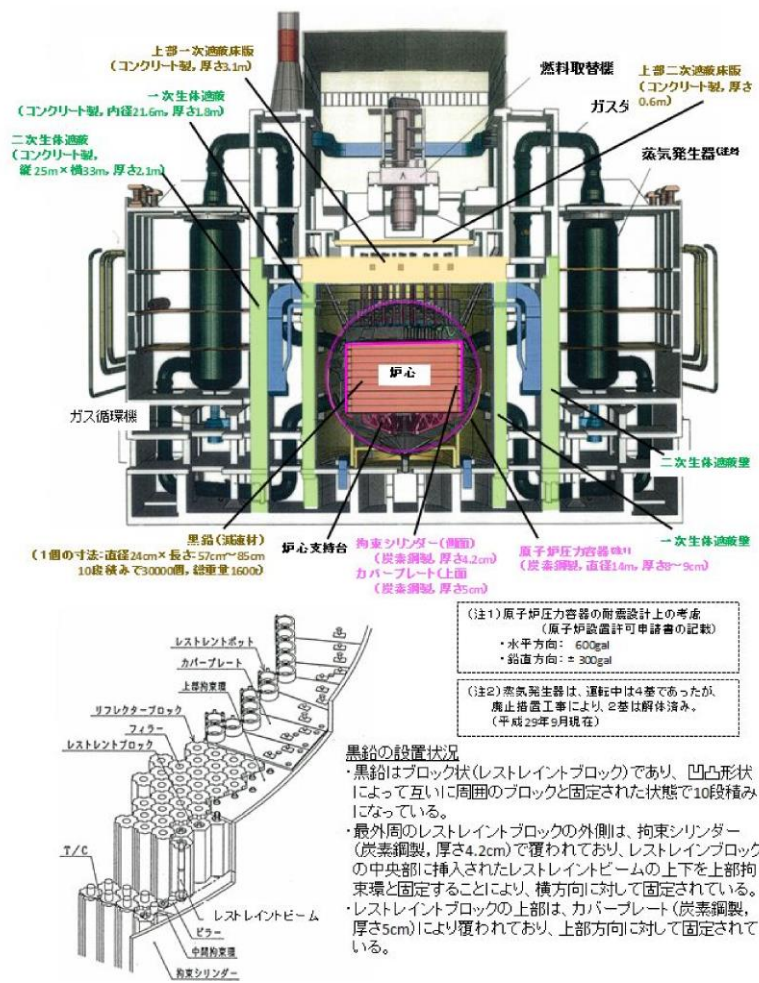 上部一次遮蔽床版
(コンクリート製, 厚さ3.1m)
燃料取替機
上部二次遮蔽床版
(コンクリート製, 厚さ
0.6m)
一次生体遮蔽
(コンクリート製, 内径21.6m, 厚さ1.8m)
ガスダ
二次生体遮蔽
(コンクリート製,
縦25m×横33m, 厚さ2.1m)
蒸気発生器
炉心
ガス循環機
二次生体遮蔽壁
黒鉛(減速材)
(1個の寸法:直径24cm×長さ:57cm~85cm
10段積みで30000個, 総重量1600t)
炉心支持台
拘束シリンダー(側面)
(炭素鋼製, 厚さ4.2cm)
カバープレート(上面)
(炭素鋼製, 厚さ5cm)
原子炉圧力容器
(炭素鋼製, 直径14m, 厚さ8~9cm)
一次生体遮蔽壁
(注1)原子炉圧力容器の耐震設計上の考慮
(原子炉設置許可申請書の記載)
・水平方向: 600gal
・鉛直方向:±300gal
(注2)蒸気発生器は、運転中は4基であったが、
廃止措置工事により、2基は解体済み。
(平成29年9月現在)
レストレントポット
カバープレート
上部拘束環
リフレクターブロック
フィラー
レストレントブロック
T/C
レストレイントビーム
ピラー
中間拘束環
拘束シリンダー
黒鉛の設置状況
・黒鉛はブロック状(レストレイントブロック)であり、凹凸形状
によって互いに周囲のブロックと固定された状態で10段積み
になっている。
・最外周のレストレイントブロックの外側は、拘束シリンダー
(炭素鋼製, 厚さ4.2cm)で覆われており、レストレインブロック
の中央部に挿入されたレストレイントビームの上下を上部拘
束環と固定することにより、横方向に対して固定されている。
・レストレイントブロックの上部は、カバープレート(炭素鋼製,
厚さ5cm)により覆われており、上部方向に対して固定されて
いる。